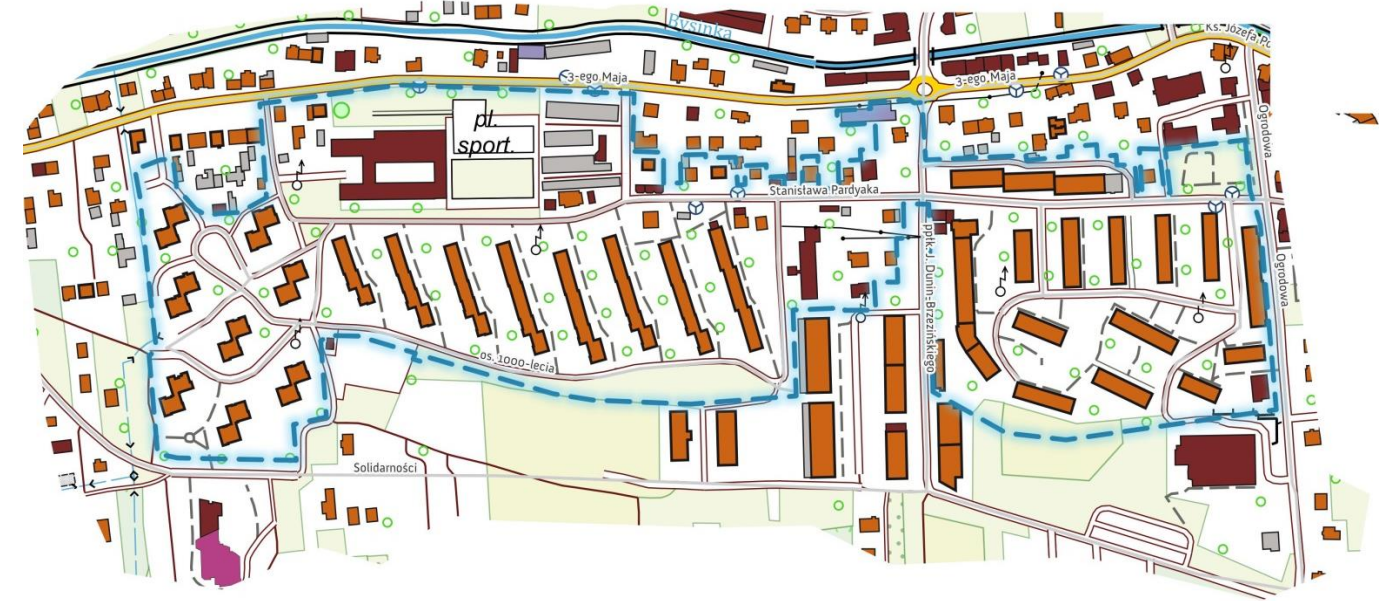 Bysinka
Ks. Józefa Po
3-ego Maja
3-ego Maja
pl.
sport.
Ogrodowa
Stanisława Pardyaka
ppłk. J. Dunin-Brzezińskiego
Ogrodowa
os. 1000-lecia
Solidarności